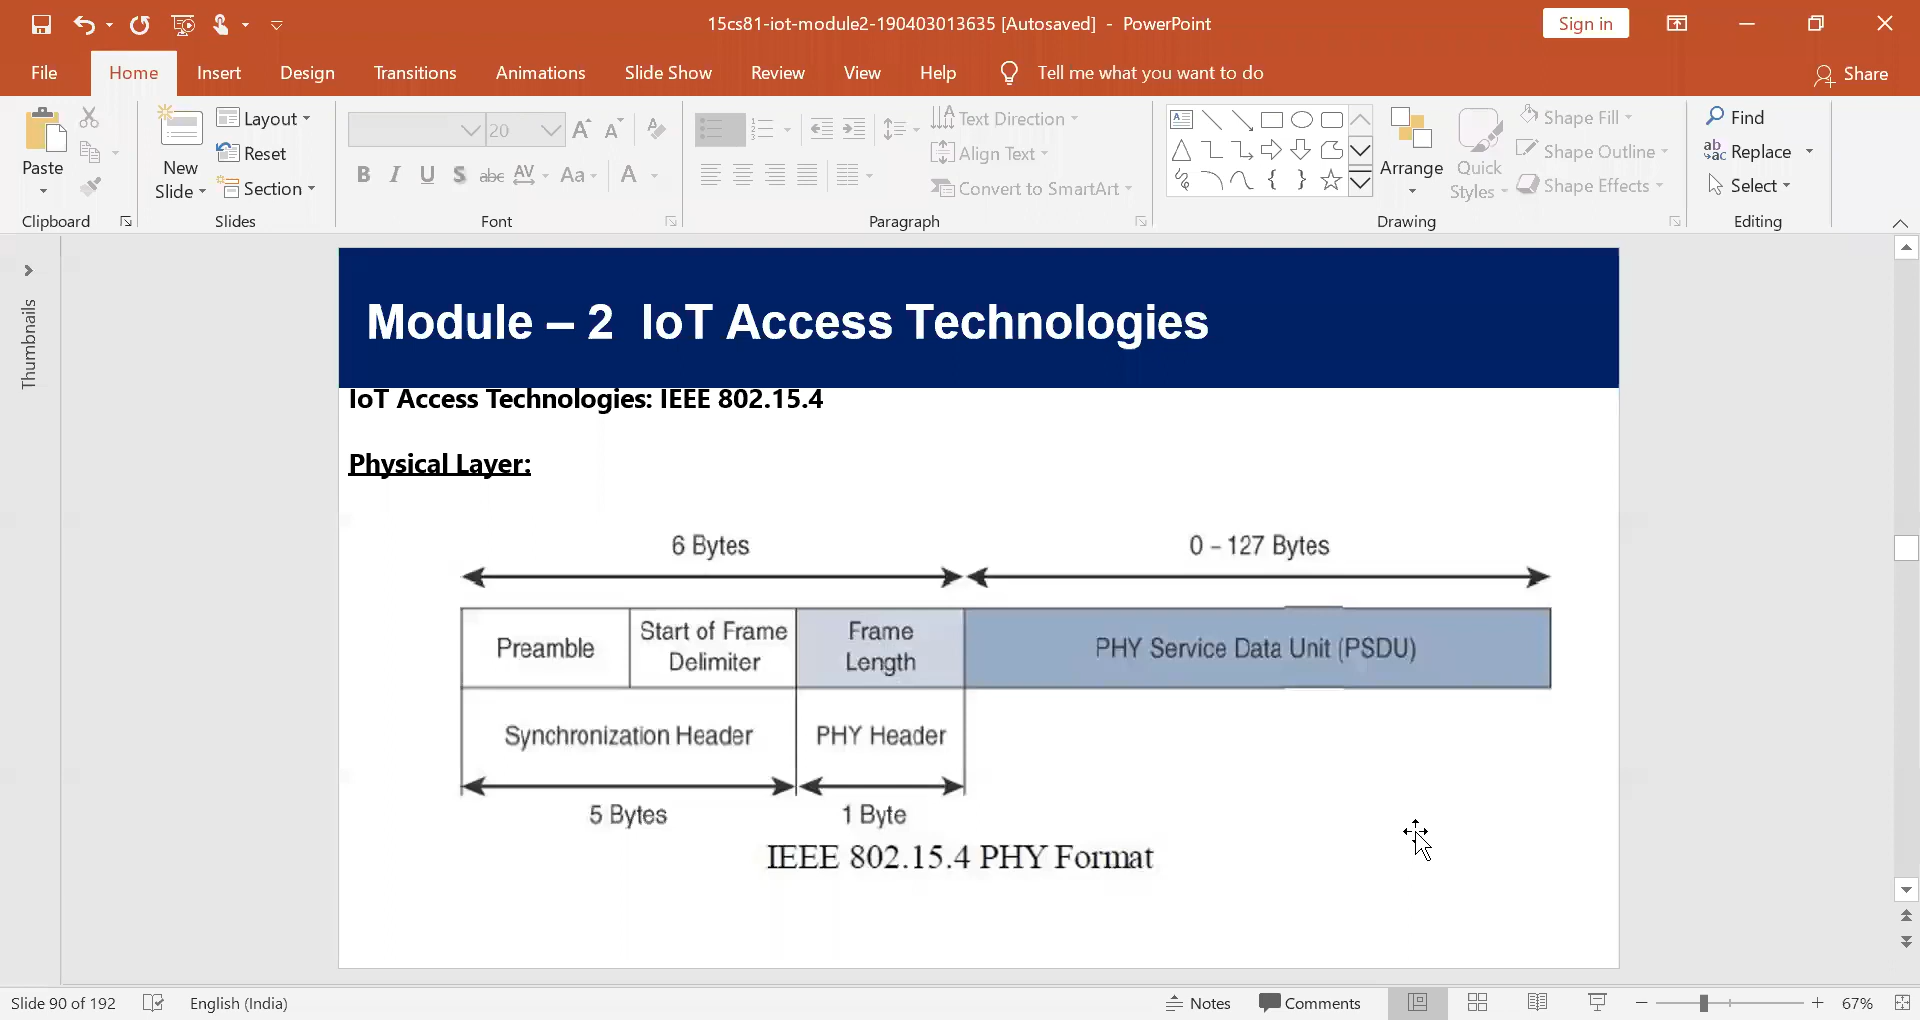 15cs81-iot-module2-190403013635 [Autosaved] - PowerPoint
Sign in
File Home Insert Design Transitions Animations Slide Show Review View Help Tell me what you want to do
Share
Paste
Clipboard
New Slide
Layout
Reset
Section
Slides
20
B I U S abc AV Aa A
Font
Text Direction
Align Text
Convert to SmartArt
Paragraph
Arrange
Quick Styles
Shape Fill
Shape Outline
Shape Effects
Drawing
Find
Replace
Select
Editing
Thumbnails
Module – 2 IoT Access Technologies
IoT Access Technologies: IEEE 802.15.4
Physical Layer:
6 Bytes
0 – 127 Bytes
Preamble
Start of Frame
Delimiter
Frame
Length
PHY Service Data Unit (PSDU)
Synchronization Header
PHY Header
5 Bytes
1 Byte
IEEE 802.15.4 PHY Format
Slide 90 of 192
English (India)
Notes
Comments
67%